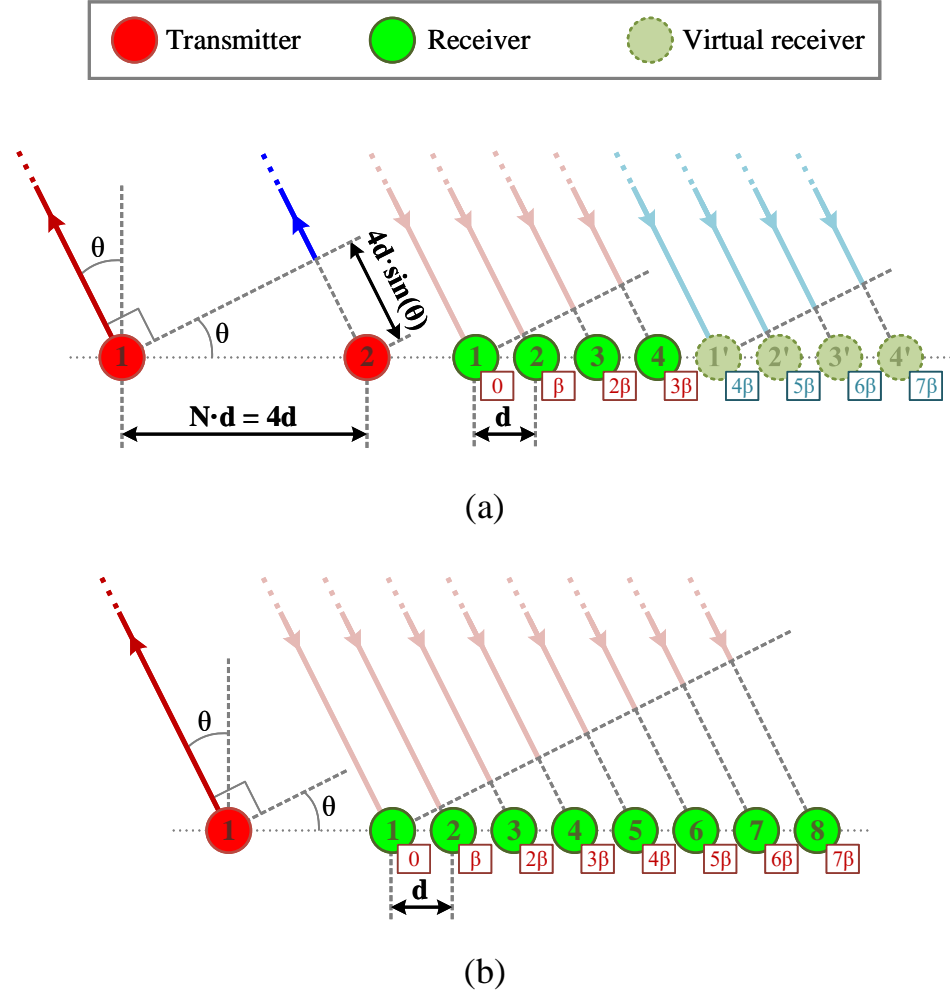 Transmitter Receiver Virtual receiver
θ
4d·sin(θ)
θ
1 2 1 2 3 4 1' 2' 3' 4'
0 β 2β 3β 4β 5β 6β 7β
N·d = 4d d
(a)
θ
θ
1 1 2 3 4 5 6 7 8
0 β 2β 3β 4β 5β 6β 7β
d
(b)